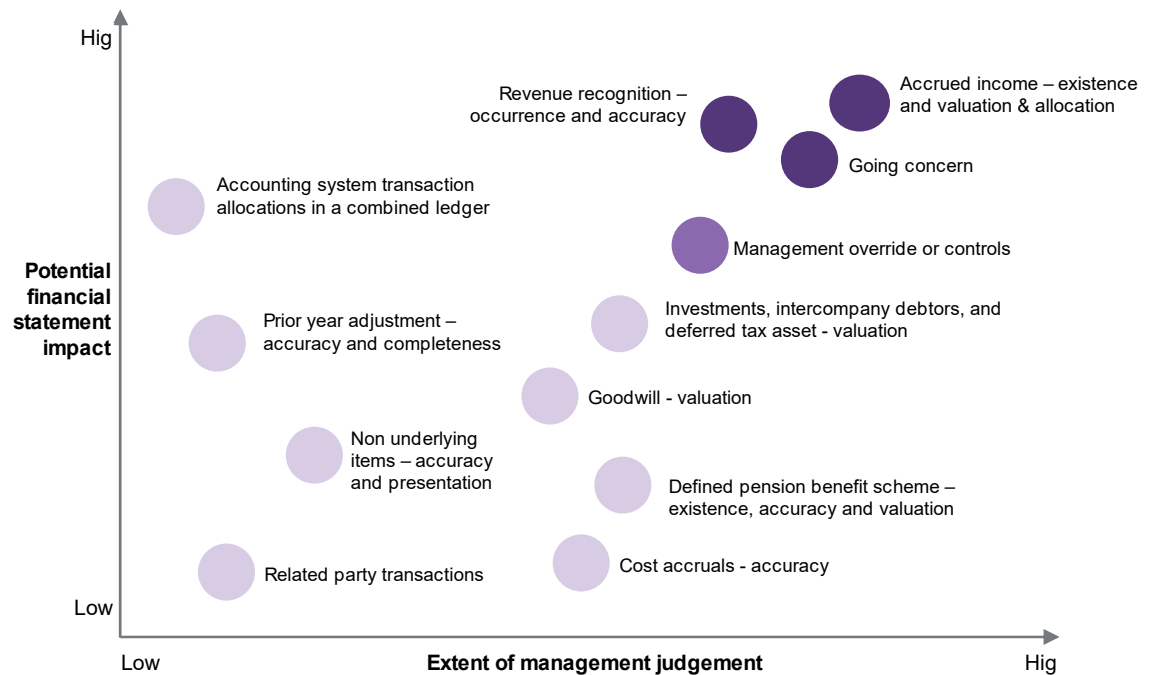 Hig
Revenue recognition –
occurrence and accuracy
Accrued income – existence
and valuation & allocation
Going concern
Accounting system transaction
allocations in a combined ledger
Management override or controls
Potential
financial
statement
impact
Prior year adjustment –
accuracy and completeness
Investments, intercompany debtors, and
deferred tax asset - valuation
Goodwill - valuation
Non underlying
items – accuracy
and presentation
Defined pension benefit scheme –
existence, accuracy and valuation
Related party transactions
Cost accruals - accuracy
Low
Low
Extent of management judgement
Hig